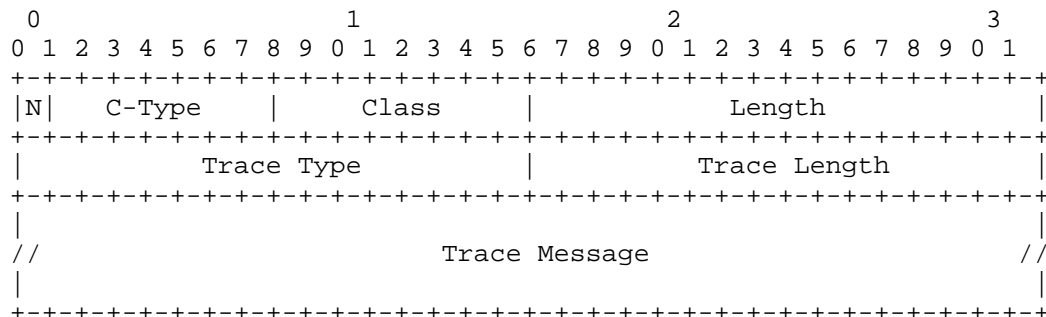 0                   1                   2                   3
0 1 2 3 4 5 6 7 8 9 0 1 2 3 4 5 6 7 8 9 0 1 2 3 4 5 6 7 8 9 0 1
+-+-+-+-+-+-+-+-+-+-+-+-+-+-+-+-+-+-+-+-+-+-+-+-+-+-+-+-+-+-+-+-+
|N|   C-Type    |     Class     |            Length             |
+-+-+-+-+-+-+-+-+-+-+-+-+-+-+-+-+-+-+-+-+-+-+-+-+-+-+-+-+-+-+-+-+
|           Trace Type          |          Trace Length         |
+-+-+-+-+-+-+-+-+-+-+-+-+-+-+-+-+-+-+-+-+-+-+-+-+-+-+-+-+-+-+-+-+
|                                                               |
//                         Trace Message                       //
|                                                               |
+-+-+-+-+-+-+-+-+-+-+-+-+-+-+-+-+-+-+-+-+-+-+-+-+-+-+-+-+-+-+-+-+